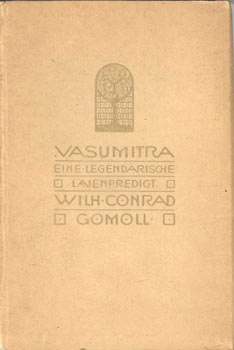 VASUMITRA
EINE·LEGENDARISCHE
LAIENPREDIGT·
WILH·CONRAD
GOMOLL·